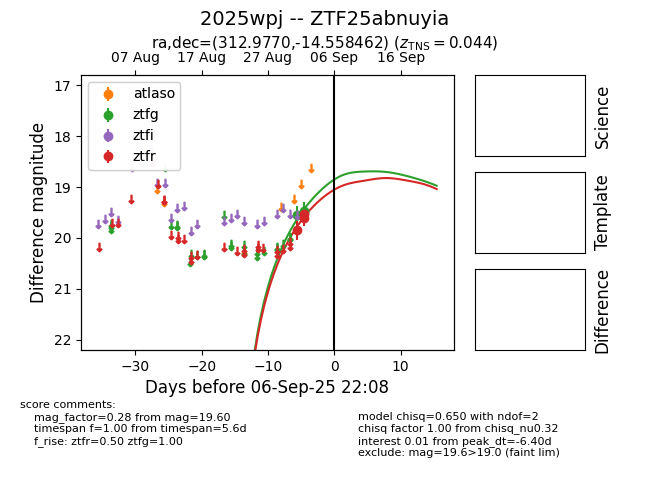 2025wpj -- ZTF25abnuyia
ra,dec=(312.9770,-14.558462) (z_TNS = 0.044)
07 Aug 17 Aug 27 Aug 06 Sep 16 Sep
atlaso
ztfg
ztfi
ztfr
17
18
19
20
21
22
Difference magnitude
−30 −20 −10 0 10
Days before 06-Sep-25 22:08
Science
Template
Difference
score comments:
mag_factor=0.28 from mag=19.60
timespan f=1.00 from timespan=5.6d
f_rise: ztfr=0.50 ztfg=1.00
model chisq=0.650 with ndof=2
chisq factor 1.00 from chisq_nu0.32
interest 0.01 from peak_dt=-6.40d
exclude: mag=19.6>19.0 (faint lim)